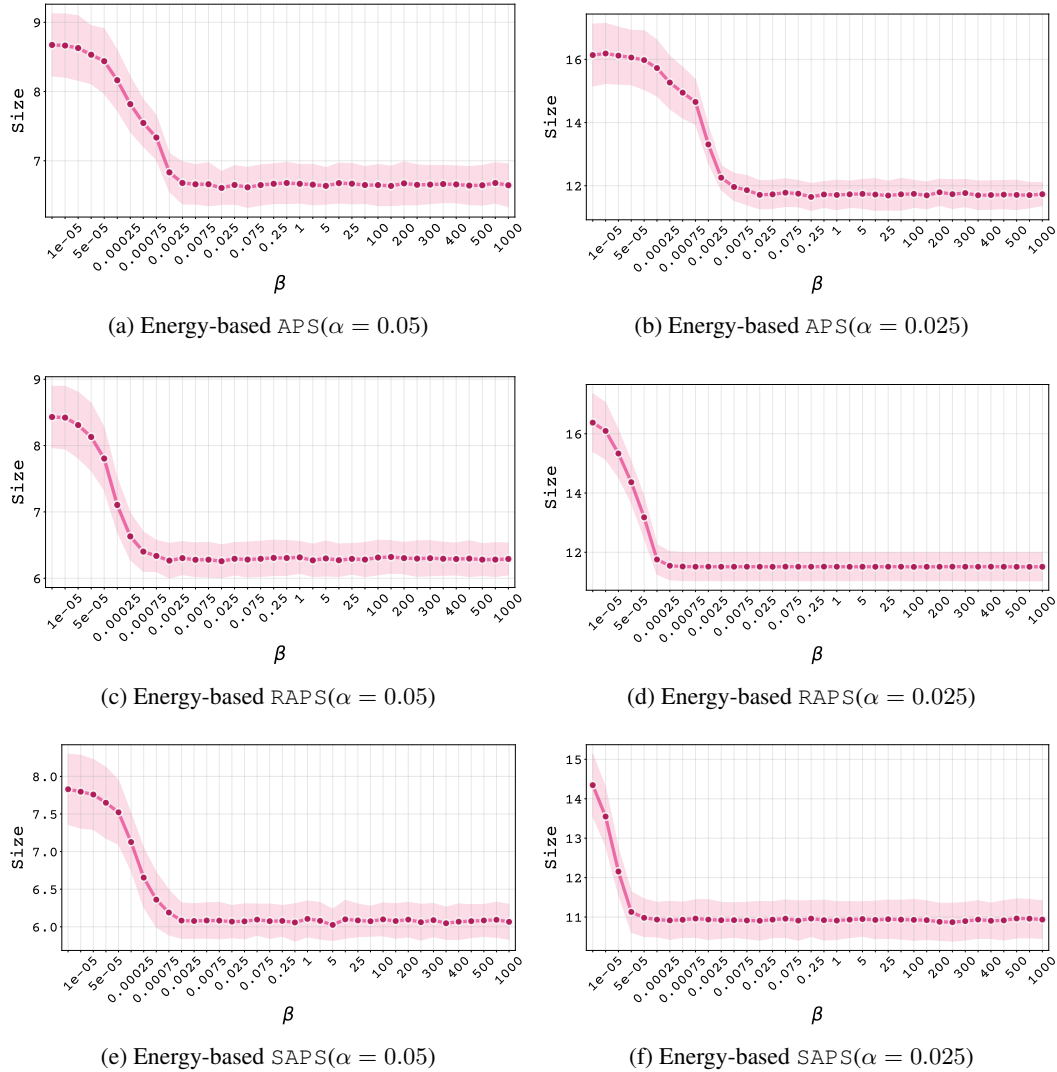 9
8
7
Size
1e-05 5e-05 0.00025 0.00075 0.0025 0.0075 0.025 0.075 0.25 1 5 25 100 200 300 400 500 1000
β
(a) Energy-based APS(α = 0.05)
16
14
12
Size
1e-05 5e-05 0.00025 0.00075 0.0025 0.0075 0.025 0.075 0.25 1 5 25 100 200 300 400 500 1000
β
(b) Energy-based APS(α = 0.025)
9
8
7
6
Size
1e-05 5e-05 0.00025 0.00075 0.0025 0.0075 0.025 0.075 0.25 1 5 25 100 200 300 400 500 1000
β
(c) Energy-based RAPS(α = 0.05)
16
14
12
Size
1e-05 5e-05 0.00025 0.00075 0.0025 0.0075 0.025 0.075 0.25 1 5 25 100 200 300 400 500 1000
β
(d) Energy-based RAPS(α = 0.025)
8.0
7.5
7.0
6.5
6.0
Size
1e-05 5e-05 0.00025 0.00075 0.0025 0.0075 0.025 0.075 0.25 1 5 25 100 200 300 400 500 1000
β
(e) Energy-based SAPS(α = 0.05)
15
14
13
12
11
Size
1e-05 5e-05 0.00025 0.00075 0.0025 0.0075 0.025 0.075 0.25 1 5 25 100 200 300 400 500 1000
β
(f) Energy-based SAPS(α = 0.025)